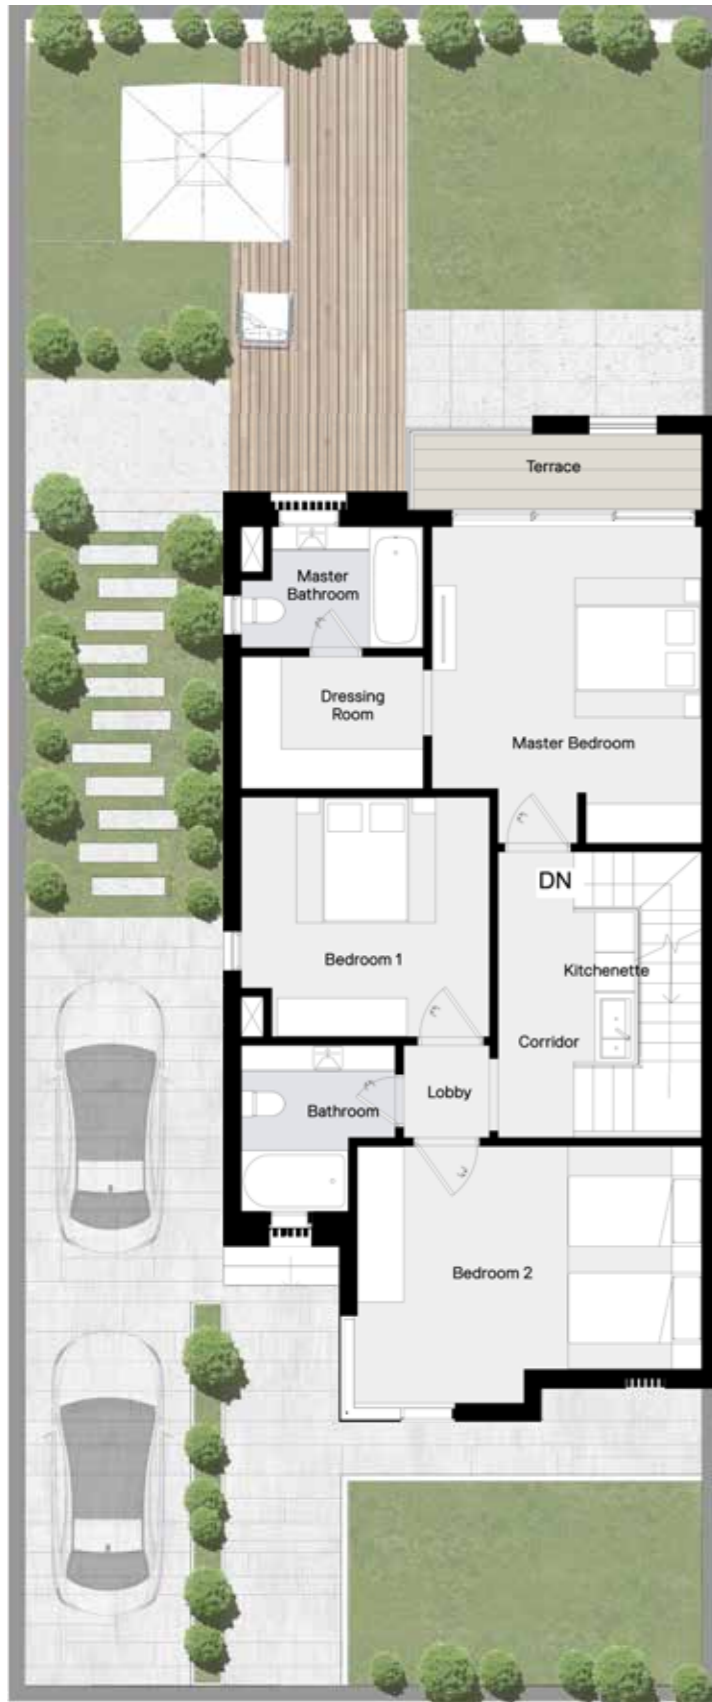 Terrace
Master
Bathroom
Dressing
Room
Master Bedroom
DN
Bedroom 1
Kitchenette
Corridor
Lobby
Bathroom
Bedroom 2